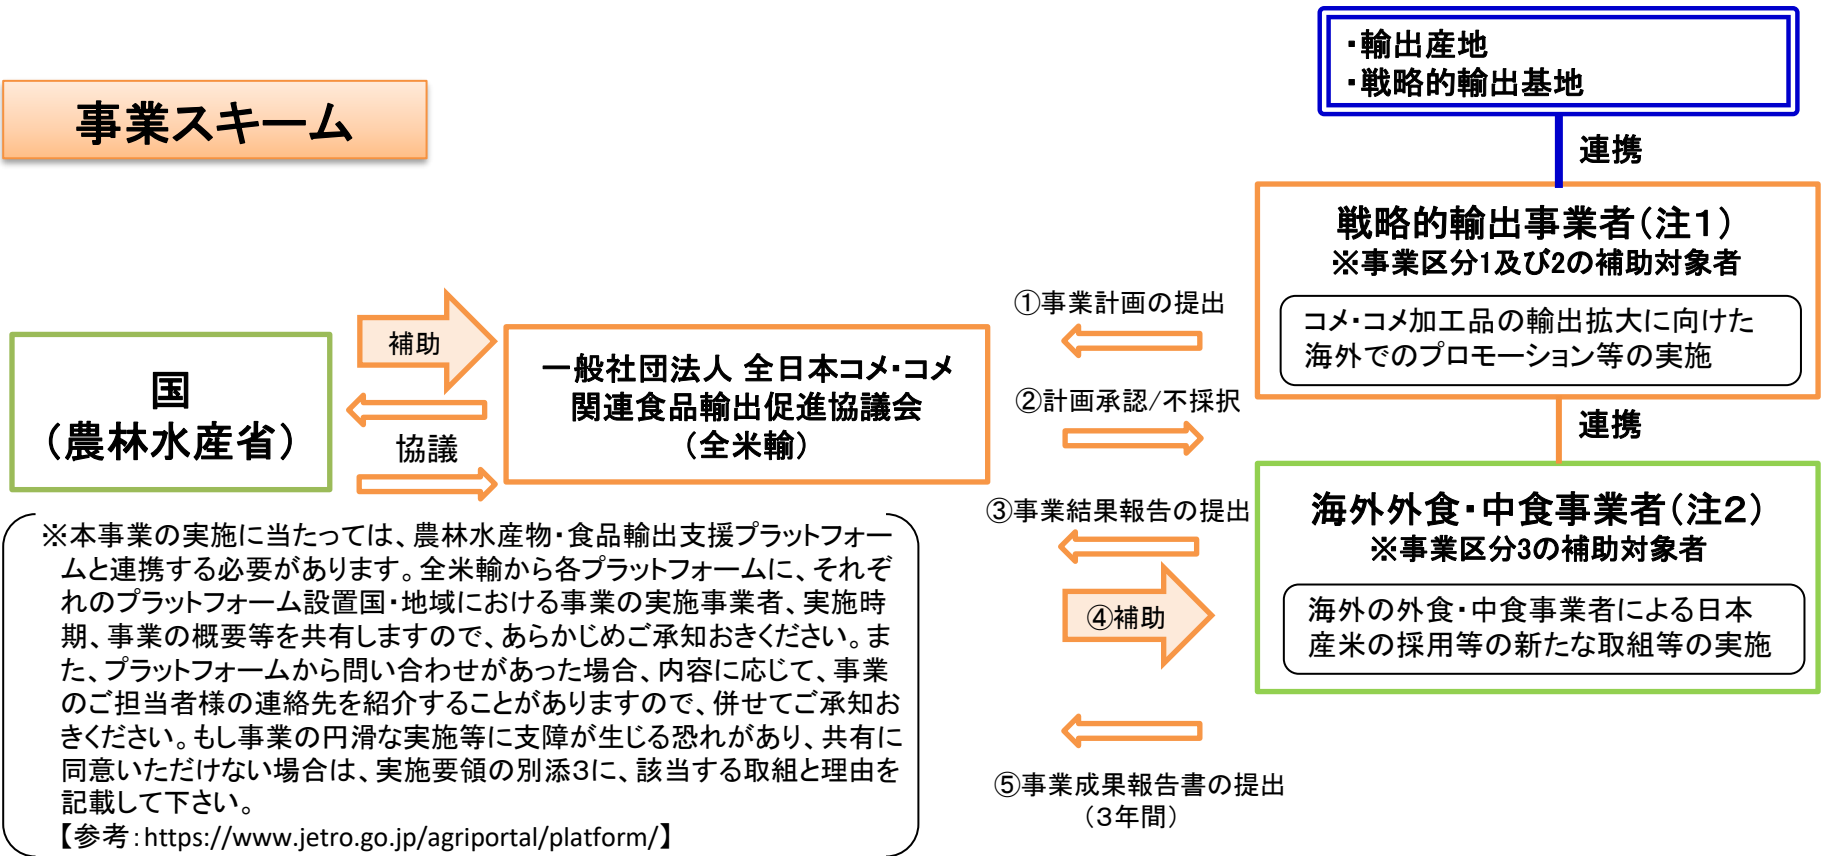 事業スキーム
・輸出産地
・戦略的輸出基地
連携
戦略的輸出事業者（注１）
※事業区分1及び2の補助対象者
コメ・コメ加工品の輸出拡大に向けた
海外でのプロモーション等の実施
連携
海外外食・中食事業者（注２）
※事業区分3の補助対象者
海外の外食・中食事業者による日本
産米の採用等の新たな取組等の実施
国
（農林水産省）
補助
協議
一般社団法人 全日本コメ・コメ
関連食品輸出促進協議会
（全米輸）
①事業計画の提出
②計画承認/不採択
③事業結果報告の提出
④補助
⑤事業成果報告書の提出
（３年間）
※本事業の実施に当たっては、農林水産物・食品輸出支援プラットフォー
ムと連携する必要があります。全米輸から各プラットフォームに、それぞ
れのプラットフォーム設置国・地域における事業の実施事業者、実施時
期、事業の概要等を共有しますので、あらかじめご承知おきください。ま
た、プラットフォームから問い合わせがあった場合、内容に応じて、事業
のご担当者様の連絡先を紹介することがありますので、併せてご承知お
きください。もし事業の円滑な実施等に支障が生じる恐れがあり、共有に
同意いただけない場合は、実施要領の別添３に、該当する取組と理由を
記載して下さい。
【参考：https://www.jetro.go.jp/agriportal/platform/】